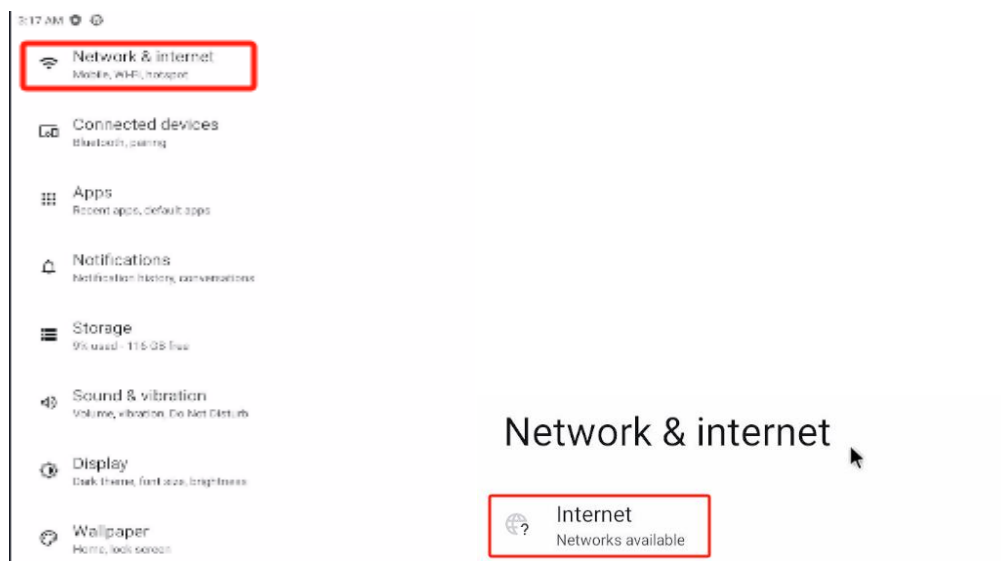 3:17 AM
Network & internet
Mobile, Wi-Fi, hotspot
Connected devices
Bluetooth, pairing
Apps
Recent apps, default apps
Notifications
Notification history, conversations
Storage
9% used - 116 GB free
Sound & vibration
Volume, vibration, Do Not Disturb
Display
Dark theme, font size, brightness
Wallpaper
Home, lock screen
Network & internet
Internet
Networks available